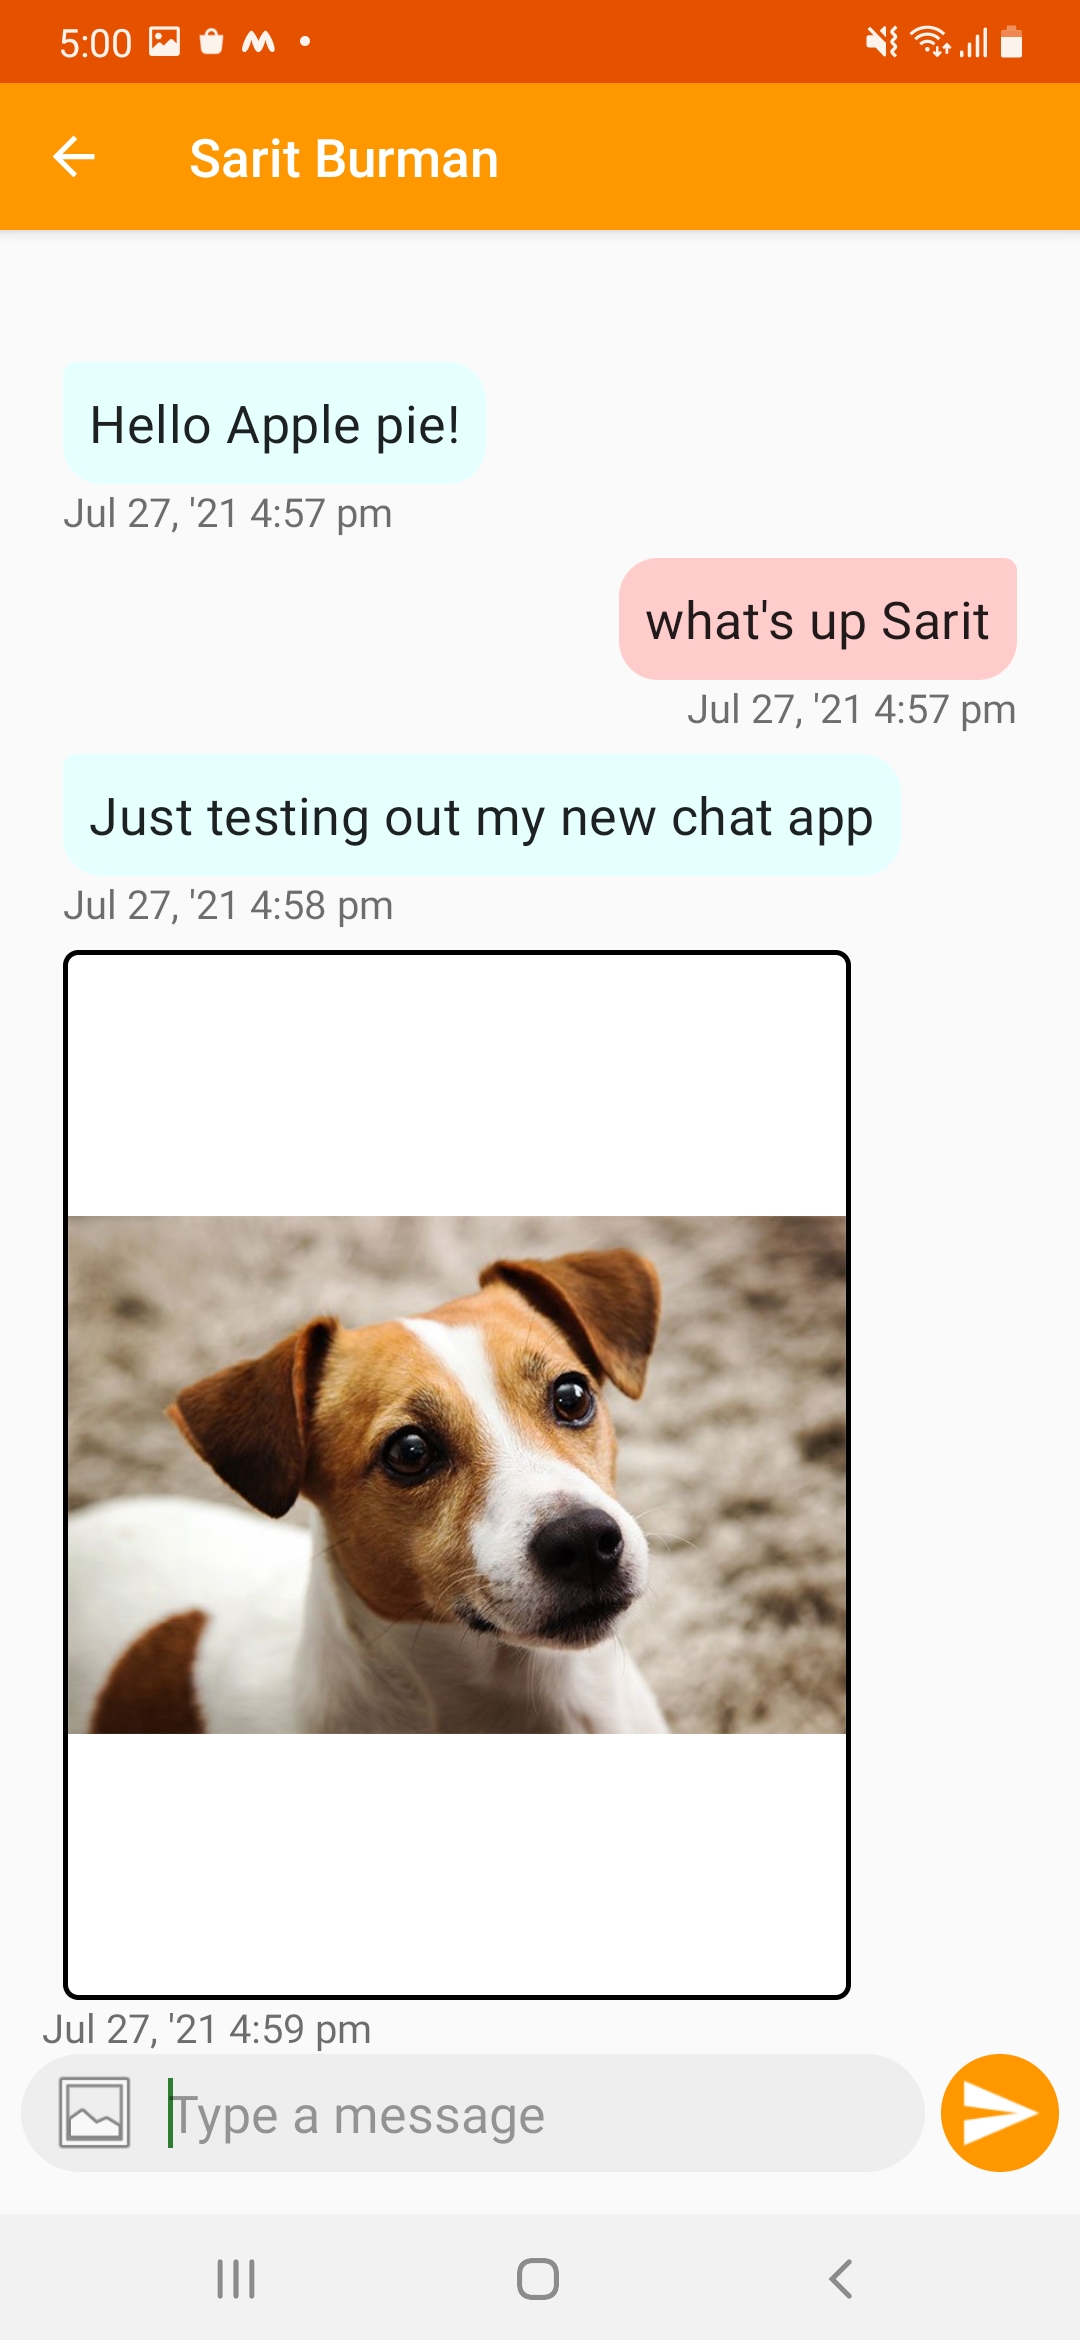 5:00
Sarit Burman
Hello Apple pie!
Jul 27, '21 4:57 pm
what's up Sarit
Jul 27, '21 4:57 pm
Just testing out my new chat app
Jul 27, '21 4:58 pm
Jul 27, '21 4:59 pm
Type a message